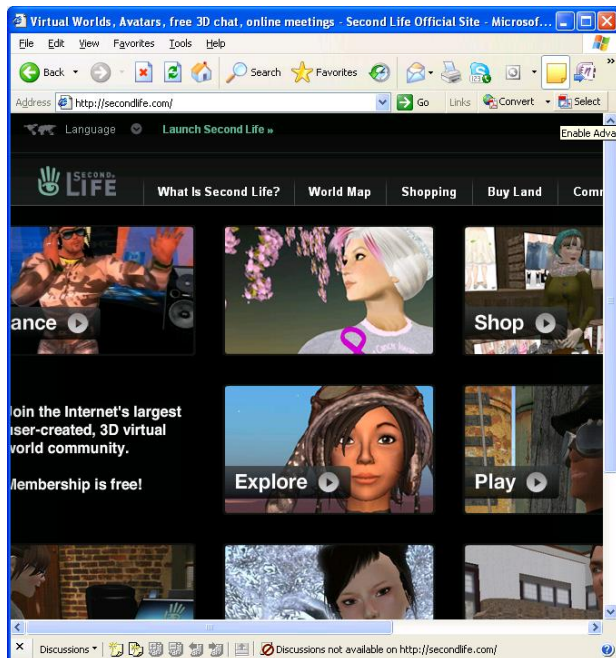 Virtual Worlds, Avatars, free 3D chat, online meetings - Second Life Official Site - Microsof...
File Edit View Favorites Tools Help
Back Search Favorites
Address http://secondlife.com/ Go Links Convert Select
Enable Adva
Language Launch Second Life »
SECOND LIFE
What Is Second Life? World Map Shopping Buy Land Comm
ance
Shop
Join the Internet's largest
user-created, 3D virtual
world community.
Membership is free!
Explore
Play
Discussions Discussions not available on http://secondlife.com/